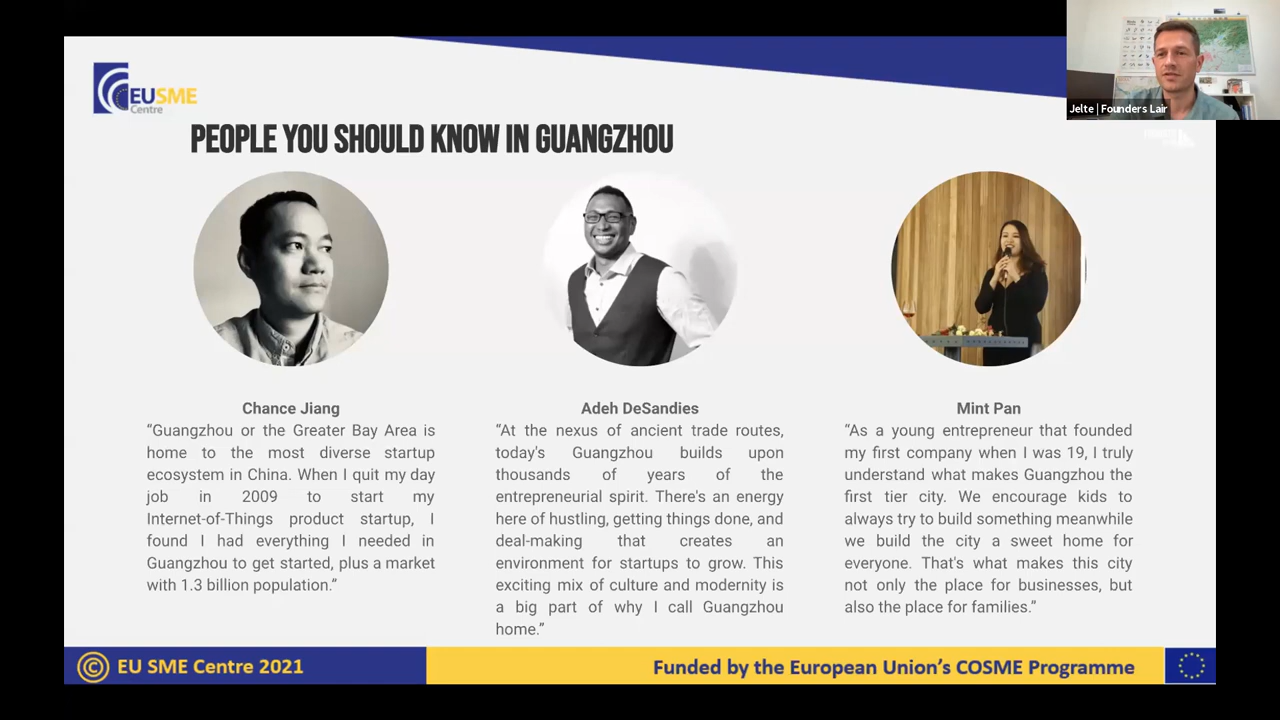 Jelte | Founders Lair
EUSME
Centre
PEOPLE YOU SHOULD KNOW IN GUANGZHOU
Chance Jiang
“Guangzhou or the Greater Bay Area is
home to the most diverse startup
ecosystem in China. When I quit my day
job in 2009 to start my
Internet-of-Things product startup, I
found I had everything I needed in
Guangzhou to get started, plus a market
with 1.3 billion population.”
Adeh DeSandies
“At the nexus of ancient trade routes,
today's Guangzhou builds upon
thousands of years of the
entrepreneurial spirit. There's an energy
here of hustling, getting things done, and
deal-making that creates an
environment for startups to grow. This
exciting mix of culture and modernity is
a big part of why I call Guangzhou
home.”
Mint Pan
“As a young entrepreneur that founded
my first company when I was 19, I truly
understand what makes Guangzhou the
first tier city. We encourage kids to
always try to build something meanwhile
we build the city a sweet home for
everyone. That's what makes this city
not only the place for businesses, but
also the place for families.”
© EU SME Centre 2021
Funded by the European Union’s COSME Programme